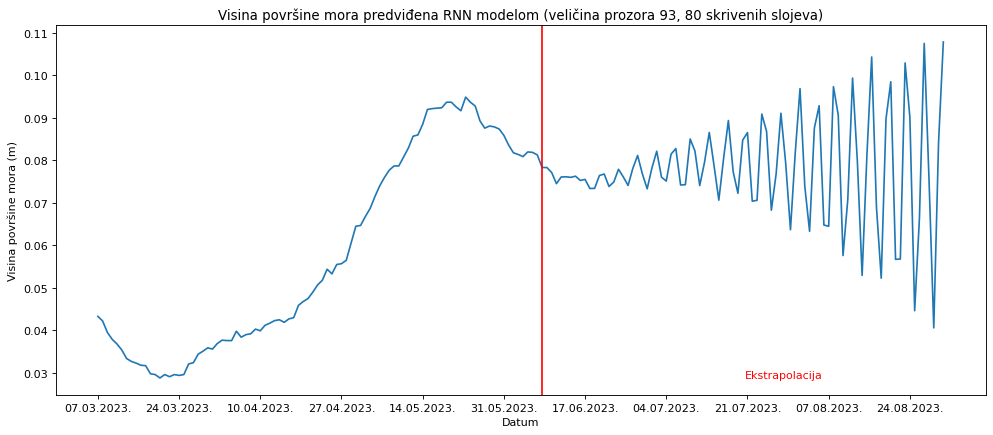 Visina površine mora predviđena RNN modelom (veličina prozora 93, 80 skrivenih slojeva)
Visina površine mora (m)
0.11
0.10
0.09
0.08
0.07
0.06
0.05
0.04
0.03
Ekstrapolacija
07.03.2023. 24.03.2023. 10.04.2023. 27.04.2023. 14.05.2023. 31.05.2023. 17.06.2023. 04.07.2023. 21.07.2023. 07.08.2023. 24.08.2023.
Datum